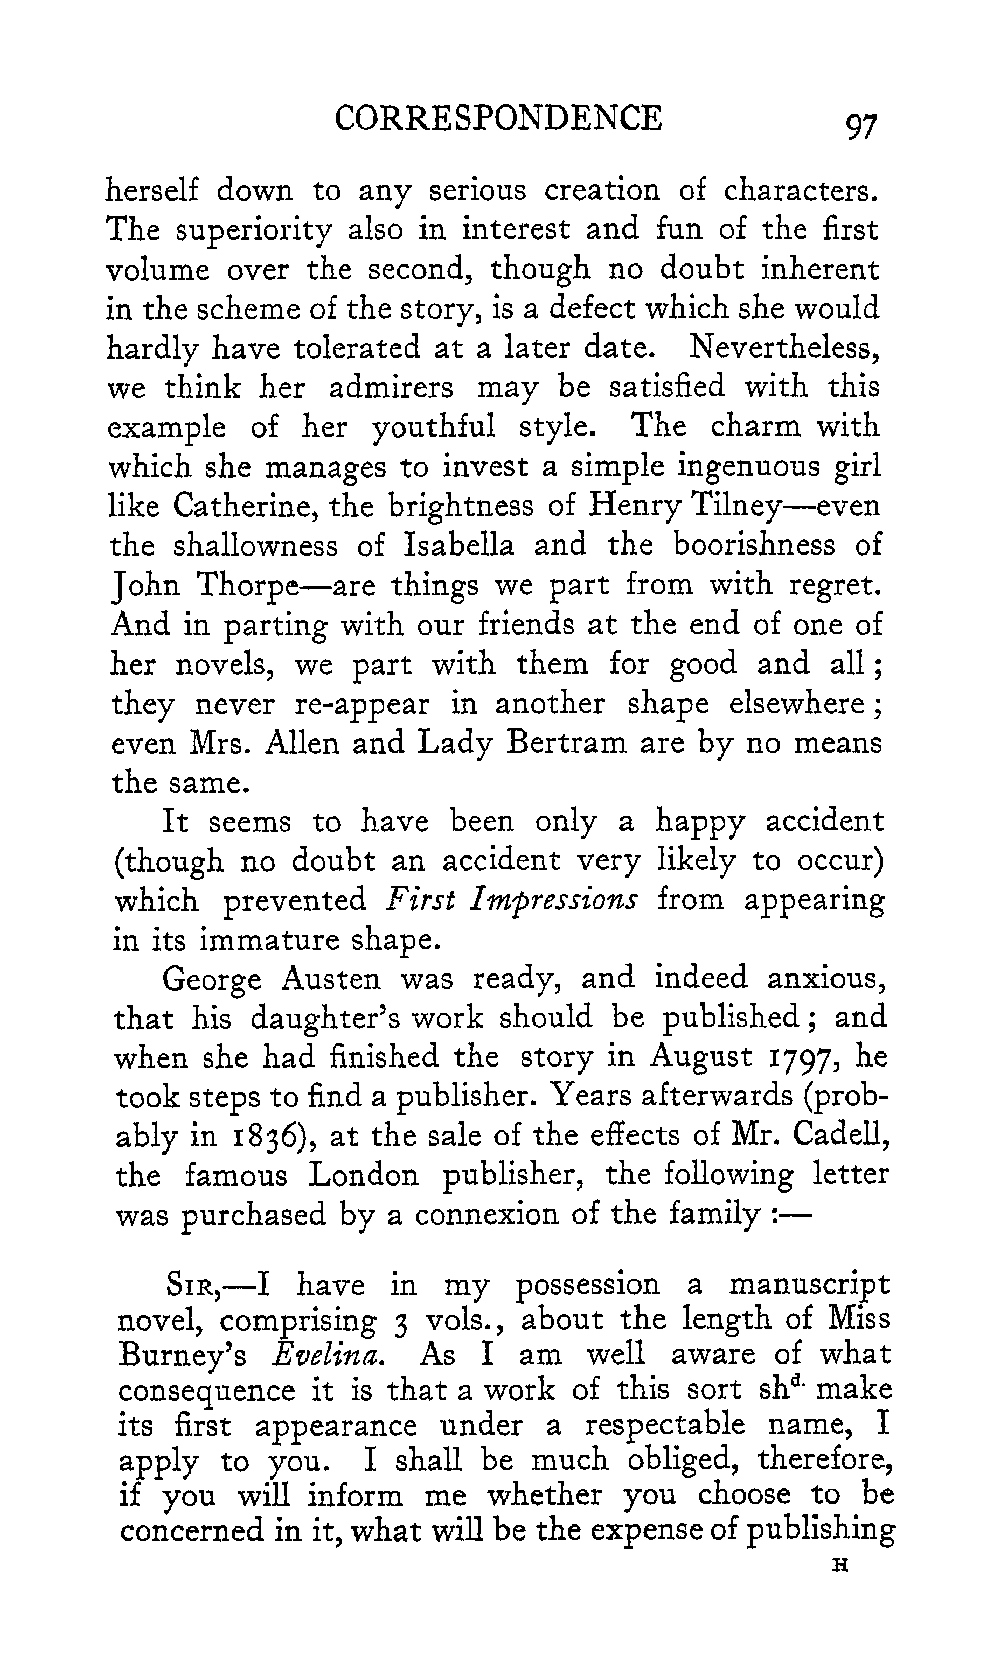 CORRESPONDENCE 97
herself down to any serious creation of characters.
The superiority also in interest and fun of the first
volume over the second, though no doubt inherent
in the scheme of the story, is a defect which she would
hardly have tolerated at a later date. Nevertheless,
we think her admirers may be satisfied with this
example of her youthful style. The charm with
which she manages to invest a simple ingenuous girl
like Catherine, the brightness of Henry Tilney—even
the shallowness of Isabella and the boorishness of
John Thorpe—are things we part from with regret.
And in parting with our friends at the end of one of
her novels, we part with them for good and all ;
they never re-appear in another shape elsewhere ;
even Mrs. Allen and Lady Bertram are by no means
the same.
It seems to have been only a happy accident
(though no doubt an accident very likely to occur)
which prevented First Impressions from appearing
in its immature shape.
George Austen was ready, and indeed anxious,
that his daughter's work should be published ; and
when she had finished the story in August 1797, he
took steps to find a publisher. Years afterwards (prob-
ably in 1836), at the sale of the effects of Mr. Cadell,
the famous London publisher, the following letter
was purchased by a connexion of the family :—
SIR,—I have in my possession a manuscript
novel, comprising 3 vols., about the length of Miss
Burney's Evelina. As I am well aware of what
consequence it is that a work of this sort shd. make
its first appearance under a respectable name, I
apply to you. I shall be much obliged, therefore,
if you will inform me whether you choose to be
concerned in it, what will be the expense of publishing
H